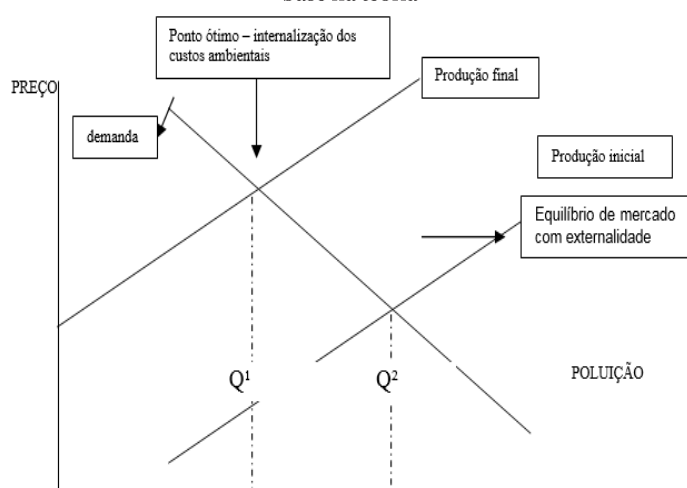 Ponto ótimo – internalização dos
custos ambientais
PREÇO
Produção final
demanda
Produção inicial
Equilíbrio de mercado
com externalidade
Q¹
Q²
POLUIÇÃO